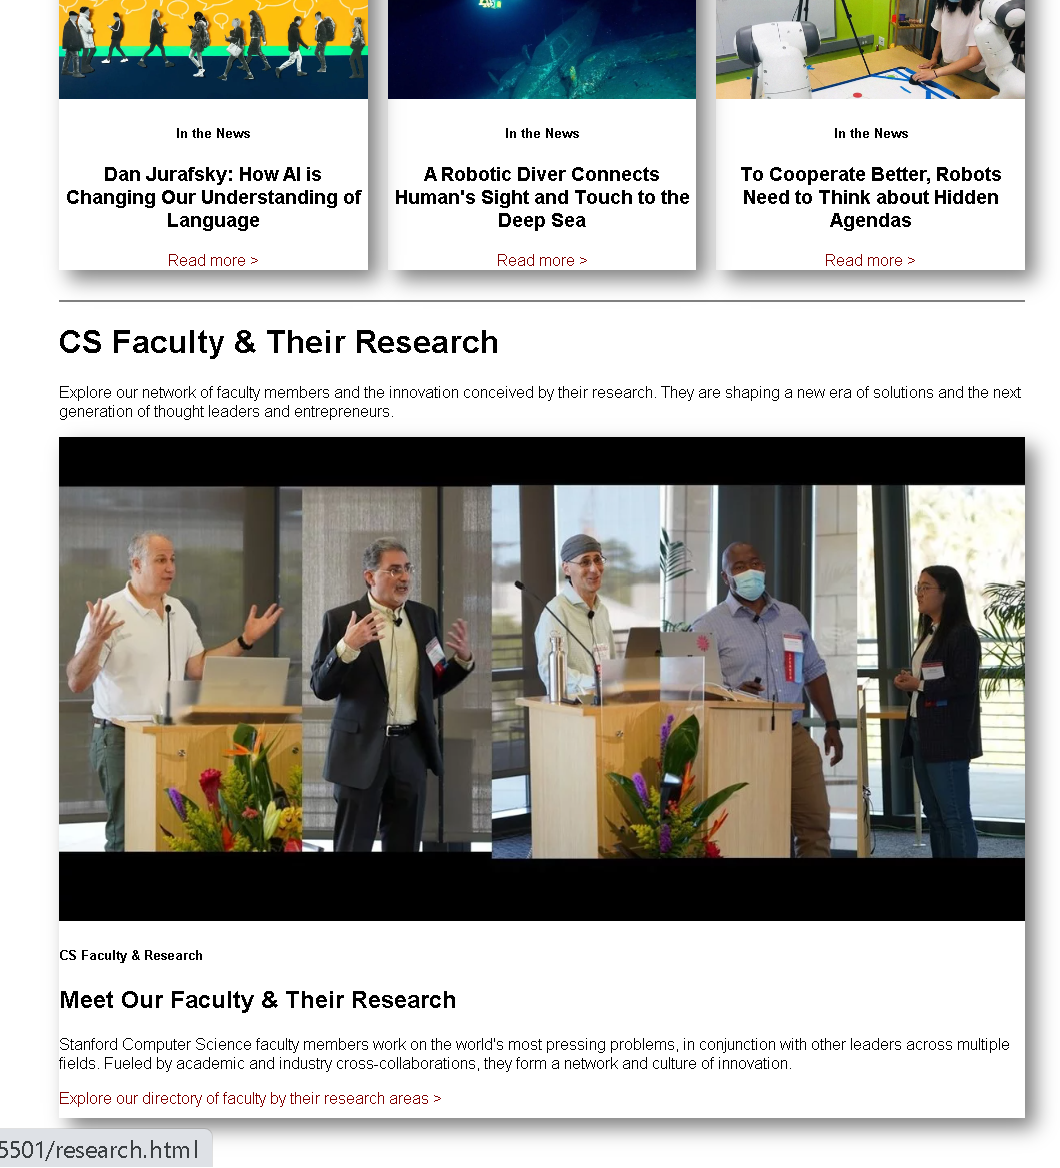 In the News
Dan Jurafsky: How AI is
Changing Our Understanding of
Language
Read more >
In the News
A Robotic Diver Connects
Human's Sight and Touch to the
Deep Sea
Read more >
In the News
To Cooperate Better, Robots
Need to Think about Hidden
Agendas
Read more >
CS Faculty & Their Research
Explore our network of faculty members and the innovation conceived by their research. They are shaping a new era of solutions and the next
generation of thought leaders and entrepreneurs.
CS Faculty & Research
Meet Our Faculty & Their Research
Stanford Computer Science faculty members work on the world's most pressing problems, in conjunction with other leaders across multiple
fields. Fueled by academic and industry cross-collaborations, they form a network and culture of innovation.
Explore our directory of faculty by their research areas >
5501/research.html